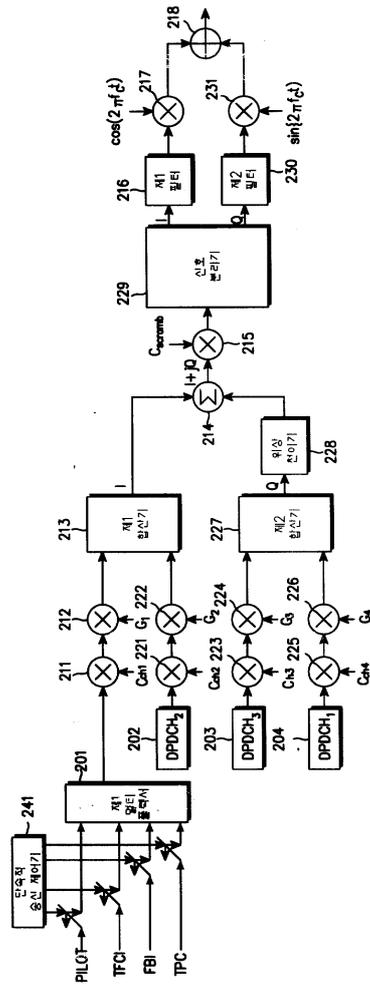 241
단속적
송신 제어기
PILOT
TFCI
FBI
TPC
201
제1
멀티
플렉서
211
212
Cch1
G1
202
DPDCH2
221
222
Cch2
G2
203
DPDCH3
223
224
Cch3
G3
204
DPDCH1
225
226
Cch4
G4
213
제1
합산기
I
227
제2
합산기
Q
위상
천이기
228
214
Σ
I+jQ
Cscramb
215
229
신호
분리기
I
Q
216
제1
필터
제2
필터
230
cos(2πfct)
217
231
sin{2πfct)
218